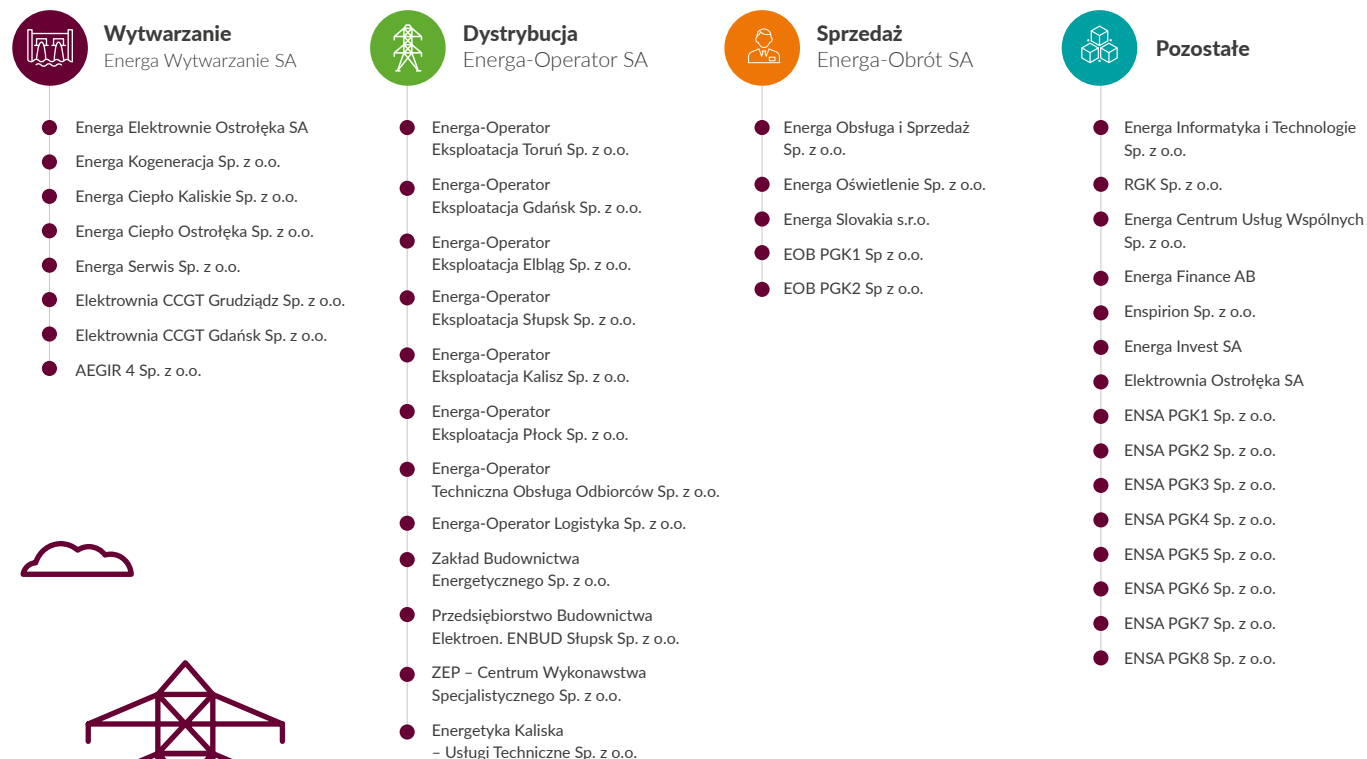 Wytwarzanie
Energa Wytwarzanie SA
Energa Elektrownie Ostrołęka SA
Energa Kogeneracja Sp. z o.o.
Energa Ciepło Kaliskie Sp. z o.o.
Energa Ciepło Ostrołęka Sp. z o.o.
Energa Serwis Sp. z o.o.
Elektrownia CCGT Grudziądz Sp. z o.o.
Elektrownia CCGT Gdańsk Sp. z o.o.
AEGIR 4 Sp. z o.o.
Dystrybucja
Energa-Operator SA
Energa-Operator
Eksploatacja Toruń Sp. z o.o.
Energa-Operator
Eksploatacja Gdańsk Sp. z o.o.
Energa-Operator
Eksploatacja Elbląg Sp. z o.o.
Energa-Operator
Eksploatacja Słupsk Sp. z o.o.
Energa-Operator
Eksploatacja Kalisz Sp. z o.o.
Energa-Operator
Eksploatacja Płock Sp. z o.o.
Energa-Operator
Techniczna Obsługa Odbiorców Sp. z o.o.
Energa-Operator Logistyka Sp. z o.o.
Zakład Budownictwa
Energetycznego Sp. z o.o.
Przedsiębiorstwo Budownictwa
Elektroen. ENBUD Słupsk Sp. z o.o.
ZEP – Centrum Wykonawstwa
Specjalistycznego Sp. z o.o.
Energetyka Kaliska
– Usługi Techniczne Sp. z o.o.
Sprzedaż
Energa-Obrót SA
Energa Obsługa i Sprzedaż
Sp. z o.o.
Energa Oświetlenie Sp. z o.o.
Energa Slovakia s.r.o.
EOB PGK1 Sp z o.o.
EOB PGK2 Sp z o.o.
Pozostałe
Energa Informatyka i Technologie
Sp. z o.o.
RGK Sp. z o.o.
Energa Centrum Usług Wspólnych
Sp. z o.o.
Energa Finance AB
Enspirion Sp. z o.o.
Energa Invest SA
Elektrownia Ostrołęka SA
ENSA PGK1 Sp. z o.o.
ENSA PGK2 Sp. z o.o.
ENSA PGK3 Sp. z o.o.
ENSA PGK4 Sp. z o.o.
ENSA PGK5 Sp. z o.o.
ENSA PGK6 Sp. z o.o.
ENSA PGK7 Sp. z o.o.
ENSA PGK8 Sp. z o.o.